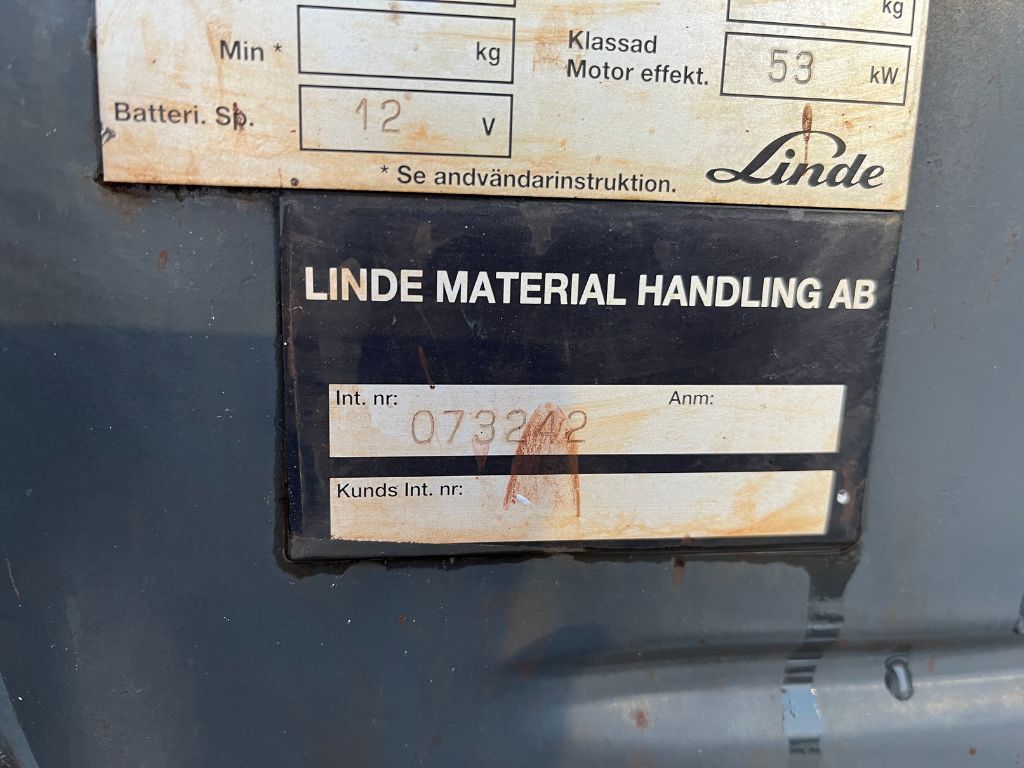 kg
Min * kg
Klassad
Motor effekt. 53 kW
Batteri. Sp. 12 V
* Se andvändarinstruktion.
Linde
LINDE MATERIAL HANDLING AB
Int. nr: 073242 Anm:
Kunds Int. nr: